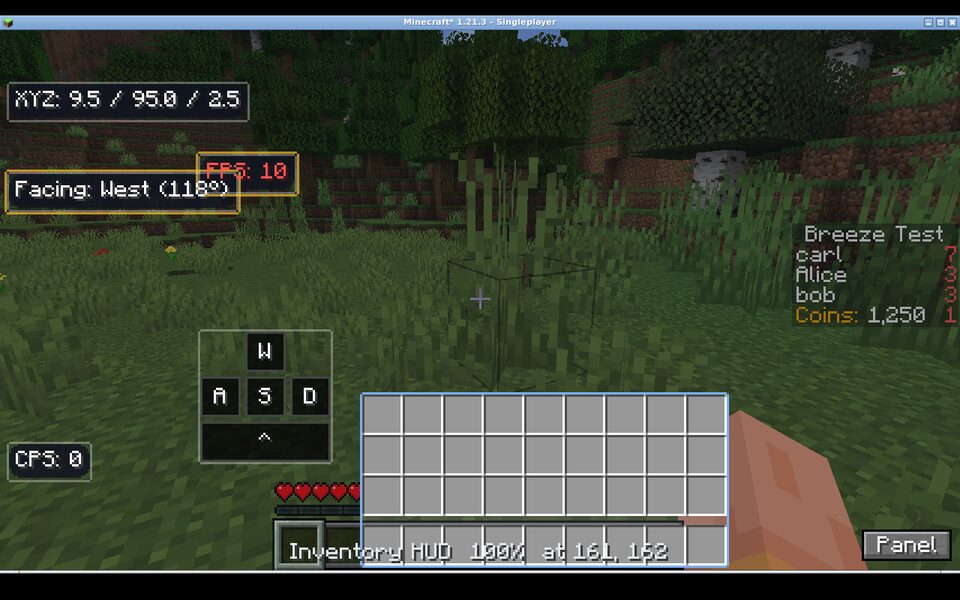 Minecraft* 1.21.3 - Singleplayer
XYZ: 9.5 / 95.0 / 2.5
FPS: 10
Facing: West (118°)
Breeze Test
carl 7
Alice 3
bob 3
Coins: 1,250 1
W
A S D
^
CPS: 0
Inventory HUD 100% at 161, 162
Panel